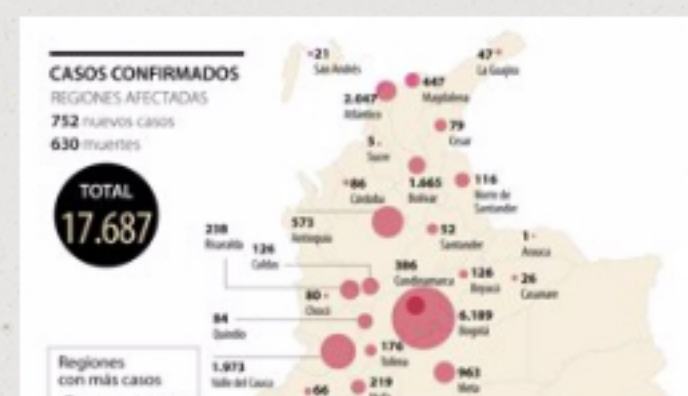 CASOS CONFIRMADOS
REGIONES AFECTADAS
752 nuevos casos
630 muertes
TOTAL
17.687
21
San Andrés
47
La Guajira
2.047
Atlántico
447
Magdalena
79
Cesar
5
Sucre
86
Córdoba
1.665
Bolívar
116
Norte de
Santander
573
Antioquia
52
Santander
1
Arauca
238
Risaralda
126
Caldas
386
Cundinamarca
126
Boyacá
26
Casanare
80
Chocó
6.189
Bogotá
84
Quindío
176
Tolima
1.973
Valle del Cauca
963
Meta
66
219
Huila
Regiones
con más casos